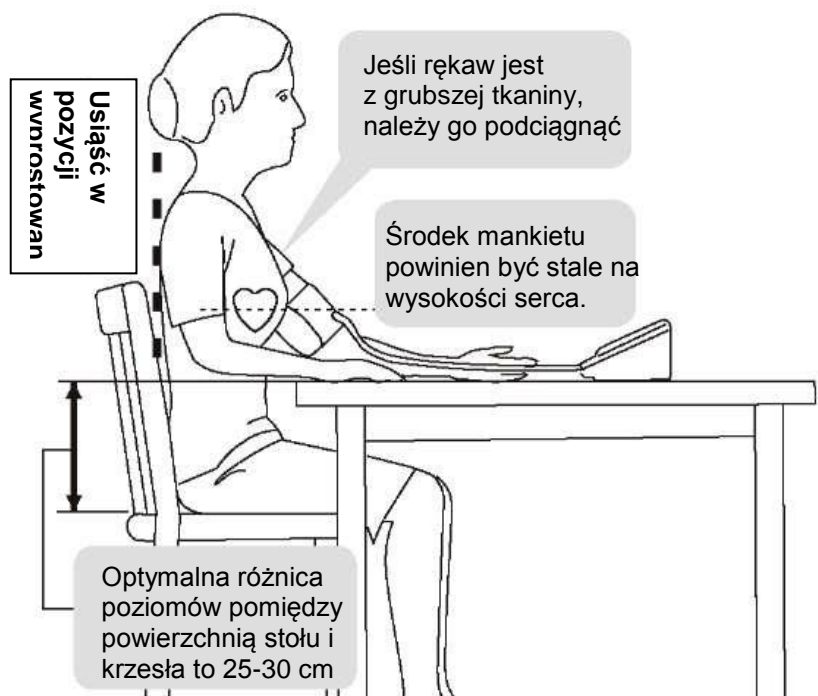 Usiąść w
pozycji
wyprostowan
Jeśli rękaw jest
z grubszej tkaniny,
należy go podciągnąć
Środek mankietu
powinien być stale na
wysokości serca.
Optymalna różnica
poziomów pomiędzy
powierzchnią stołu i
krzesła to 25-30 cm